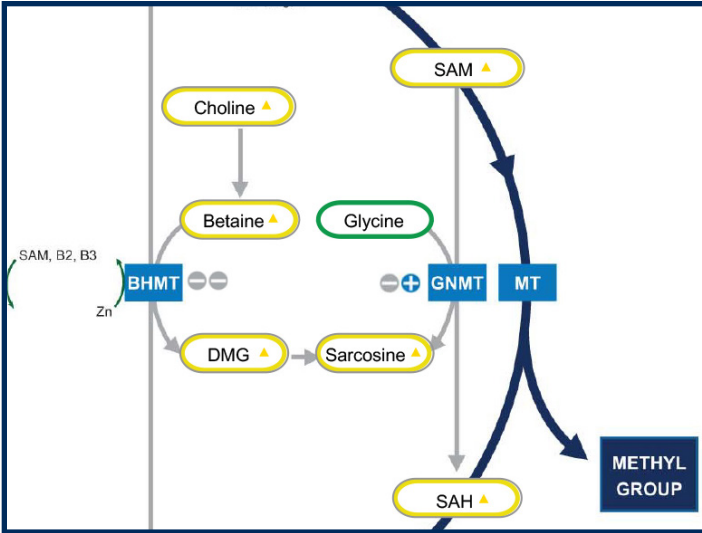 SAM
Choline
Betaine
Glycine
SAM, B2, B3
BHMT
GNMT
MT
Zn
DMG
Sarcosine
METHYL
GROUP
SAH